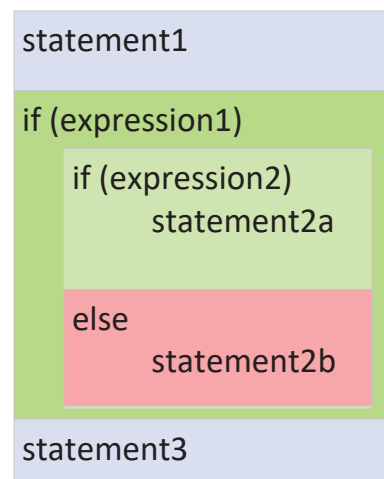 statement1
if (expression1)
if (expression2)
statement2a
else
statement2b
statement3